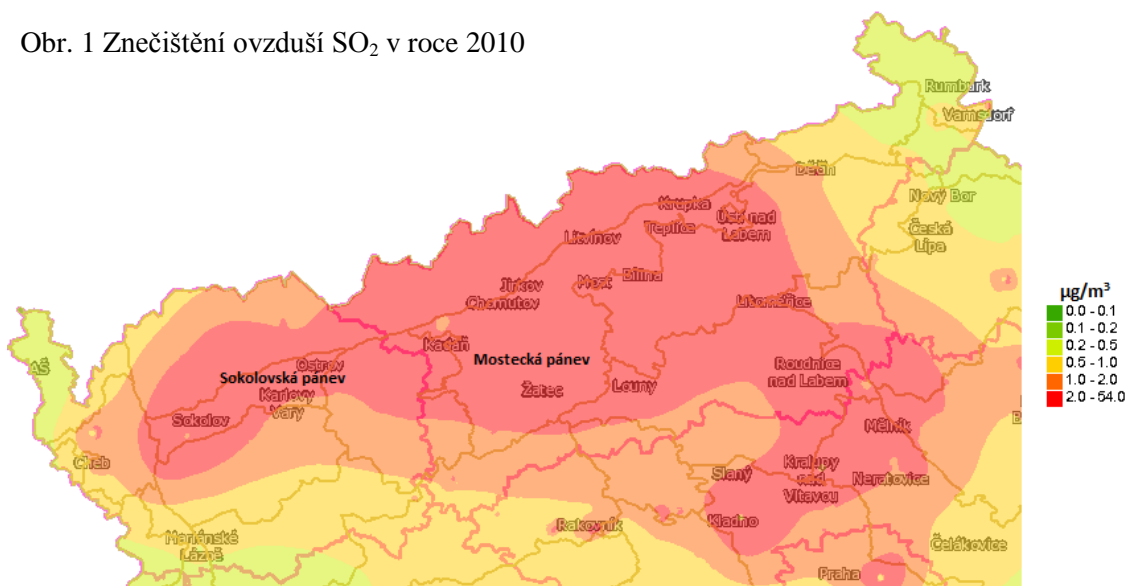 Obr. 1 Znečištění ovzduší SO₂ v roce 2010
Rumburk
Varnsdorf
Děčín
Nový Bor
Krupka
Ústí nad
Labem
Teplice
Česká
Lípa
Litvínov
Bílina
Most
Jirkov
Chomutov
Litoměřice
Kadaň
Mostecká pánev
Roudnice
nad Labem
Aš
Ostrov
Sokolovská pánev
Karlovy
Vary
Žatec
Louny
Sokolov
Mělník
Cheb
Slaný
Kralupy
nad
Vltavou
Neratovice
Kladno
Rakovník
Mariánské
Lázně
Čelákovice
Praha
B
µg/m³
0.0 - 0.1
0.1 - 0.2
0.2 - 0.5
0.5 - 1.0
1.0 - 2.0
2.0 - 54.0